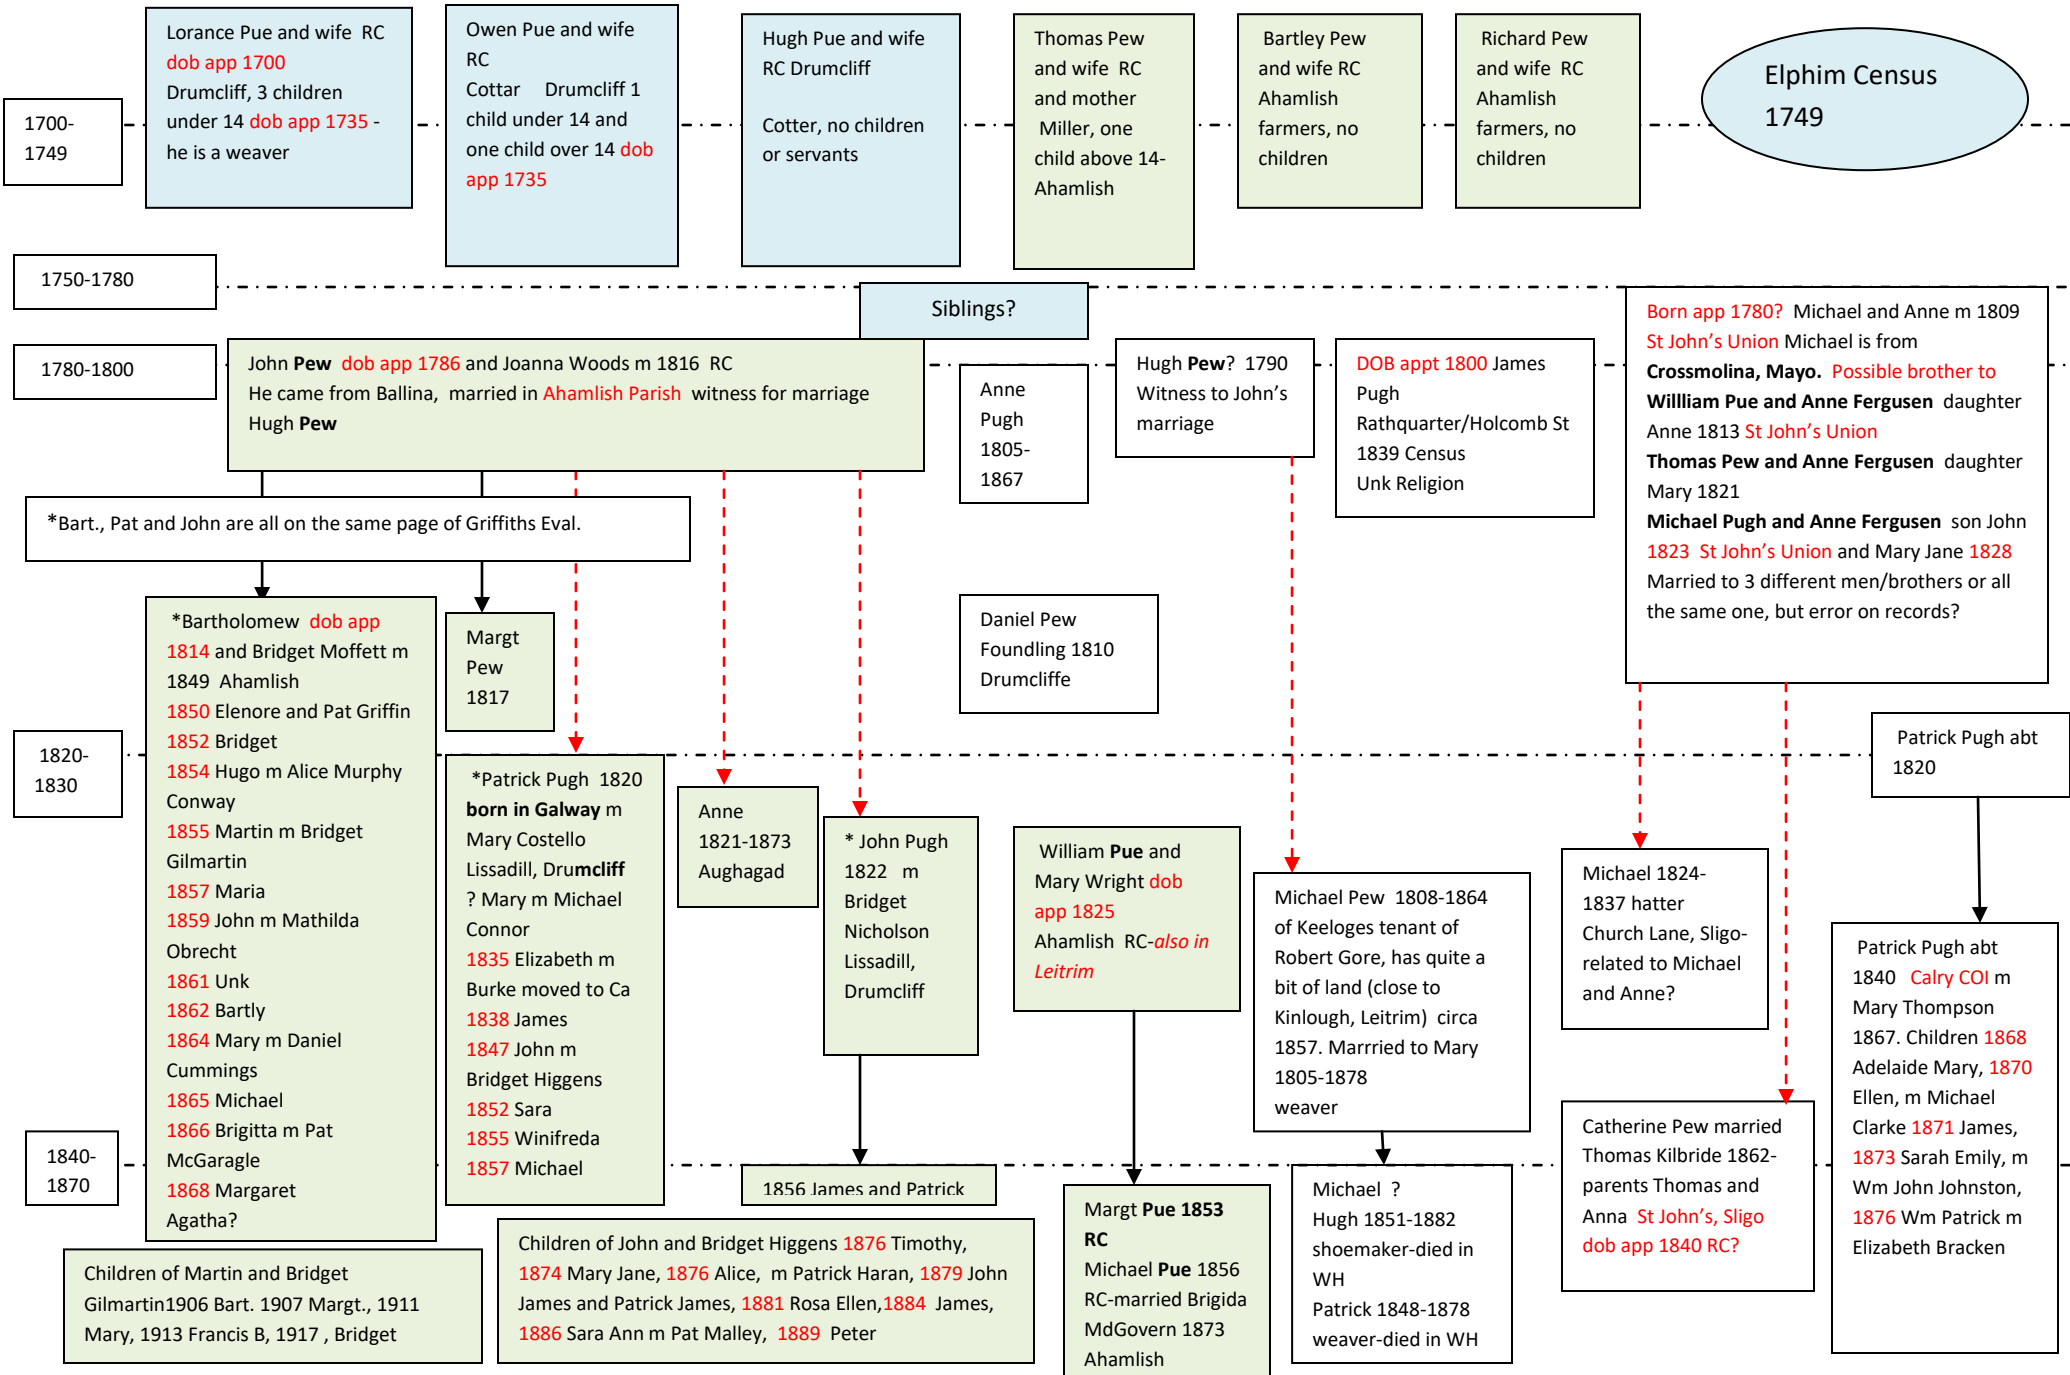 1700-
1749
Lorance Pue and wife  RC
dob app 1700
Drumcliff, 3 children
under 14 dob app 1735 -
he is a weaver
Owen Pue and wife
RC
Cottar    Drumcliff 1
child under 14 and
one child over 14 dob
app 1735
Hugh Pue and wife
RC Drumcliff
Cotter, no children
or servants
Thomas Pew
and wife  RC
and mother
Miller, one
child above 14-
Ahamlish
Bartley Pew
and wife RC
Ahamlish
farmers, no
children
Richard Pew
and wife  RC
Ahamlish
farmers, no
children
Elphim Census
1749
1750-1780
Siblings?
1780-1800
John Pew  dob app 1786 and Joanna Woods m 1816  RC
He came from Ballina,  married in Ahamlish Parish  witness for marriage
Hugh Pew
Anne
Pugh
1805-
1867
Hugh Pew?  1790
Witness to John’s
marriage
DOB appt 1800 James
Pugh
Rathquarter/Holcomb St
1839 Census
Unk Religion
Born app 1780?  Michael and Anne m 1809
St John’s Union Michael is from
Crossmolina, Mayo.  Possible brother to
Willliam Pue and Anne Fergusen  daughter
Anne 1813 St John’s Union
Thomas Pew and Anne Fergusen  daughter
Mary 1821
Michael Pugh and Anne Fergusen  son John
1823  St John’s Union and Mary Jane 1828
Married to 3 different men/brothers or all
the same one, but error on records?
*Bart., Pat and John are all on the same page of Griffiths Eval.
*Bartholomew  dob app
1814 and Bridget Moffett m
1849  Ahamlish
1850 Elenore and Pat Griffin
1852 Bridget
1854 Hugo m Alice Murphy
Conway
1855 Martin m Bridget
Gilmartin
1857 Maria
1859 John m Mathilda
Obrecht
1861 Unk
1862 Bartly
1864 Mary m Daniel
Cummings
1865 Michael
1866 Brigitta m Pat
McGaragle
1868 Margaret
Agatha?
Margt
Pew
1817
Daniel Pew
Foundling 1810
Drumcliffe
1820-
1830
*Patrick Pugh  1820
born in Galway m
Mary Costello
Lissadill, Drumcliff
? Mary m Michael
Connor
1835 Elizabeth m
Burke moved to Ca
1838 James
1847 John m
Bridget Higgens
1852 Sara
1855 Winifreda
1857 Michael
Anne
1821-1873
Aughagad
* John Pugh
1822   m
Bridget
Nicholson
Lissadill,
Drumcliff
William Pue and
Mary Wright dob
app 1825
Ahamlish  RC-also in
Leitrim
Michael Pew  1808-1864
of Keeloges tenant of
Robert Gore, has quite a
bit of land (close to
Kinlough, Leitrim)  circa
1857. Marrried to Mary
1805-1878
weaver
Michael 1824-
1837 hatter
Church Lane, Sligo-
related to Michael
and Anne?
Patrick Pugh abt
1820
Patrick Pugh abt
1840   Calry COI m
Mary Thompson
1867. Children 1868
Adelaide Mary, 1870
Ellen, m Michael
Clarke 1871 James,
1873 Sarah Emily, m
Wm John Johnston,
1876 Wm Patrick m
Elizabeth Bracken
1840-
1870
1856 James and Patrick
Margt Pue 1853
RC
Michael Pue 1856
RC-married Brigida
MdGovern 1873
Ahamlish
Michael  ?
Hugh 1851-1882
shoemaker-died in
WH
Patrick 1848-1878
weaver-died in WH
Catherine Pew married
Thomas Kilbride 1862-
parents Thomas and
Anna  St John’s, Sligo
dob app 1840 RC?
Children of Martin and Bridget
Gilmartin1906 Bart. 1907 Margt., 1911
Mary, 1913 Francis B, 1917 , Bridget
Children of John and Bridget Higgens 1876 Timothy,
1874 Mary Jane, 1876 Alice,  m Patrick Haran, 1879 John
James and Patrick James, 1881 Rosa Ellen,1884  James,
1886 Sara Ann m Pat Malley,  1889  Peter